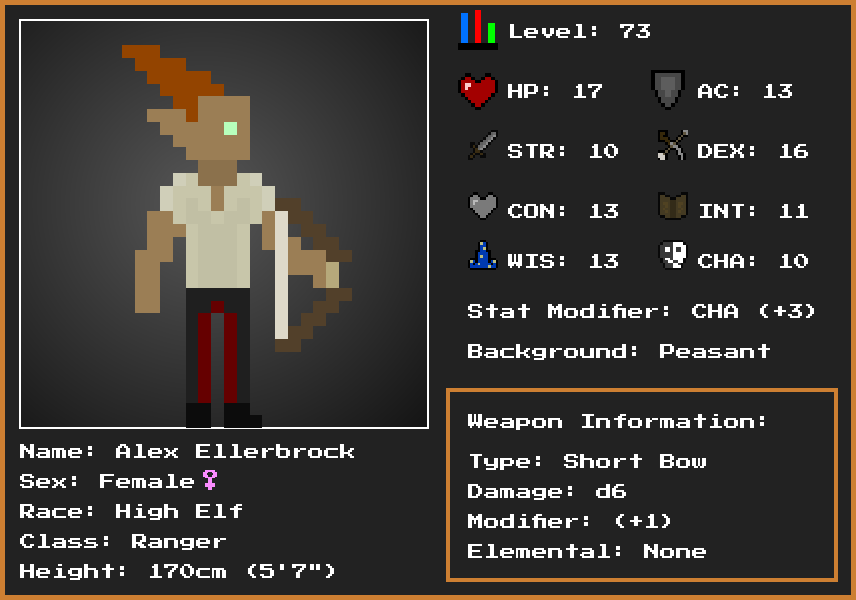 Level: 73
HP: 17 AC: 13
STR: 10 DEX: 16
CON: 13 INT: 11
WIS: 13 CHA: 10
Stat Modifier: CHA (+3)
Background: Peasant
Weapon Information:
Type: Short Bow
Damage: d6
Modifier: (+1)
Elemental: None
Name: Alex Ellerbrock
Sex: Female♀
Race: High Elf
Class: Ranger
Height: 170cm (5'7")